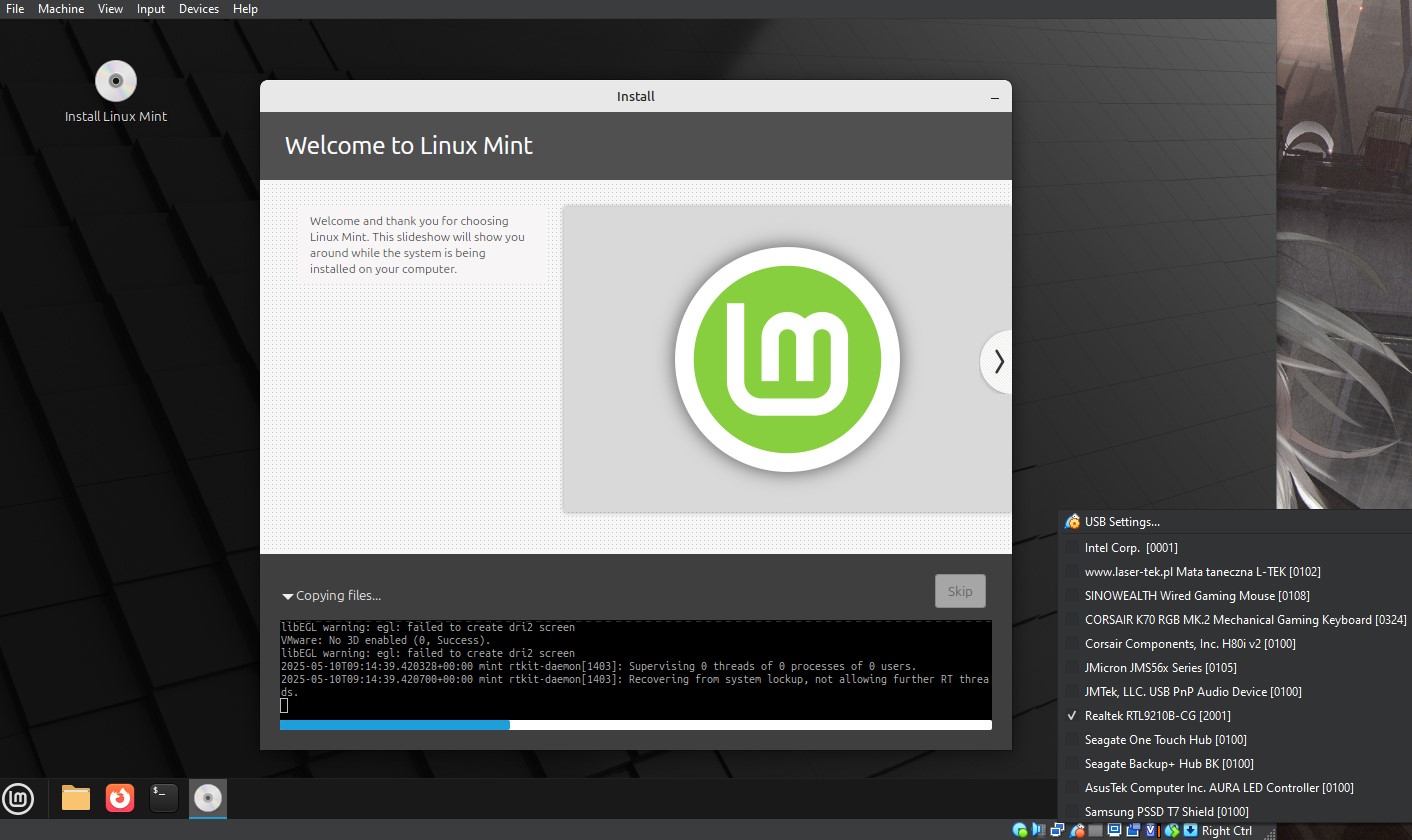 File Machine View Input Devices Help
Install Linux Mint
Install
Welcome to Linux Mint
Welcome and thank you for choosing
Linux Mint. This slideshow will show you
around while the system is being
installed on your computer.
Copying files...
Skip
libEGL warning: egl: failed to create dri2 screen
VMware: No 3D enabled (0, Success).
libEGL warning: egl: failed to create dri2 screen
2025-05-10T09:14:39.420328+00:00 mint rtkit-daemon[1403]: Supervising 0 threads of 0 processes of 0 users.
2025-05-10T09:14:39.420700+00:00 mint rtkit-daemon[1403]: Recovering from system lockup, not allowing further RT threa
ds.
USB Settings...
Intel Corp. [0001]
www.laser-tek.pl Mata taneczna L-TEK [0102]
SINOWEALTH Wired Gaming Mouse [0108]
CORSAIR K70 RGB MK.2 Mechanical Gaming Keyboard [0324]
Corsair Components, Inc. H80i v2 [0100]
JMicron JMS56x Series [0105]
JMTek, LLC. USB PnP Audio Device [0100]
Realtek RTL9210B-CG [2001]
Seagate One Touch Hub [0100]
Seagate Backup+ Hub BK [0100]
AsusTek Computer Inc. AURA LED Controller [0100]
Samsung PSSD T7 Shield [0100]
Right Ctrl